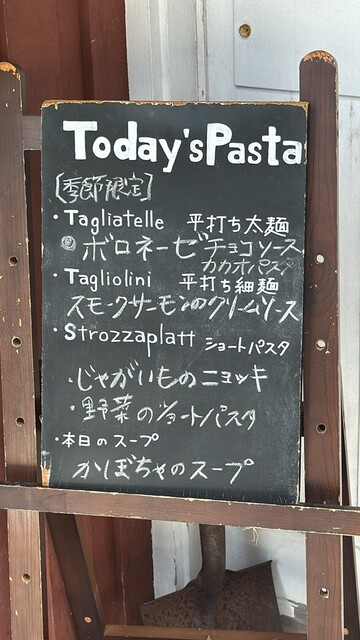 Today's Pasta
[季節限定]
・Tagliatelle 平打ち太麺
◎ボロネーゼ チョコソース
カカオパスタ
・Tagliolini 平打ち細麺
スモークサーモンのクリームソース
・Strozzaplatt ショートパスタ
・じゃがいものニョッキ
・野菜のショートパスタ
・本日のスープ
かぼちゃのスープ